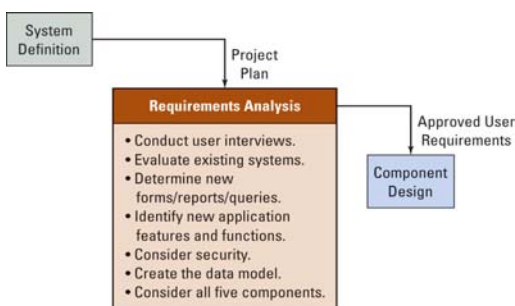 System
Definition
Project
Plan
Requirements Analysis
• Conduct user interviews.
• Evaluate existing systems.
• Determine new
forms/reports/queries.
• Identify new application
features and functions.
• Consider security.
• Create the data model.
• Consider all five components.
Approved User
Requirements
Component
Design